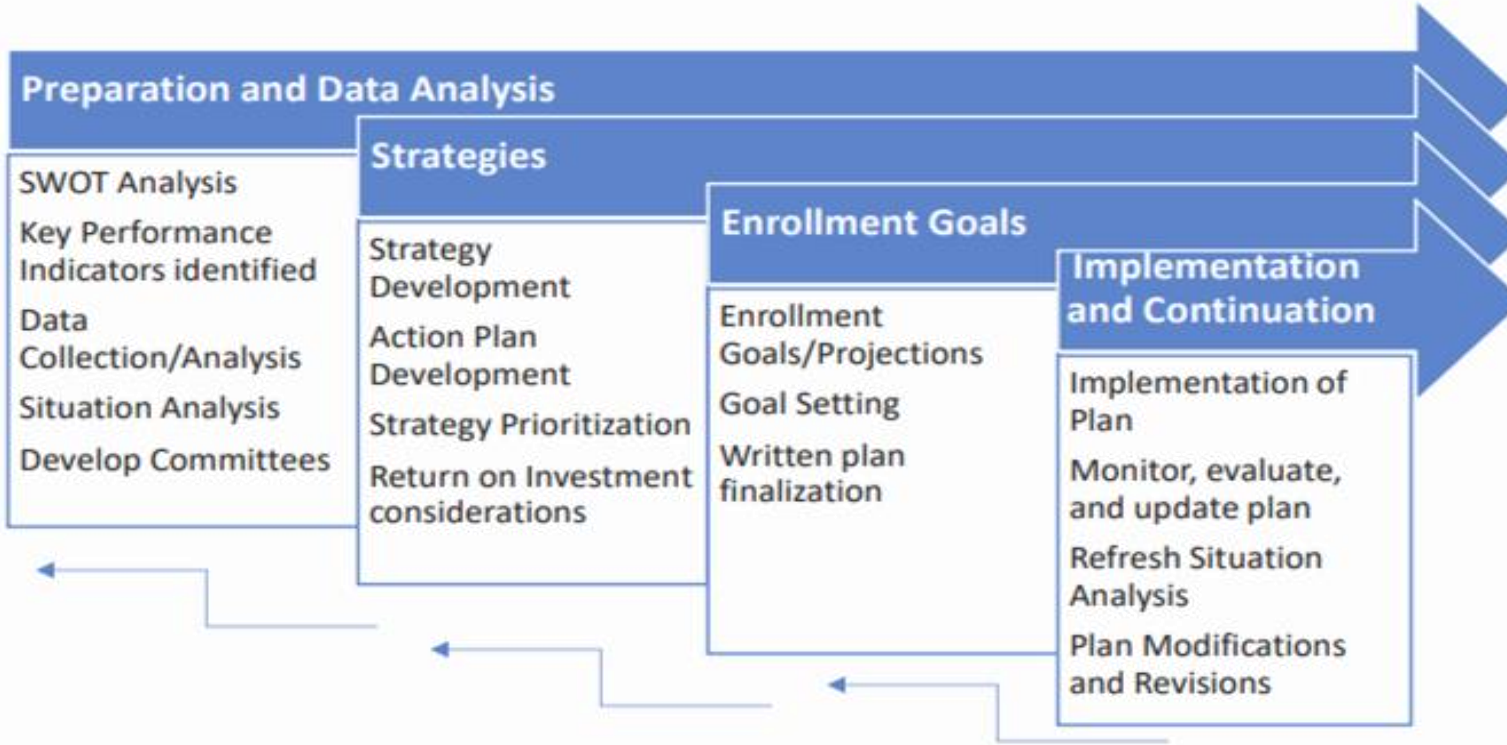 Preparation and Data Analysis
SWOT Analysis
Key Performance
Indicators identified
Data
Collection/Analysis
Situation Analysis
Develop Committees
Strategies
Strategy
Development
Action Plan
Development
Strategy Prioritization
Return on Investment
considerations
Enrollment Goals
Enrollment
Goals/Projections
Goal Setting
Written plan
finalization
Implementation
and Continuation
Implementation of
Plan
Monitor, evaluate,
and update plan
Refresh Situation
Analysis
Plan Modifications
and Revisions